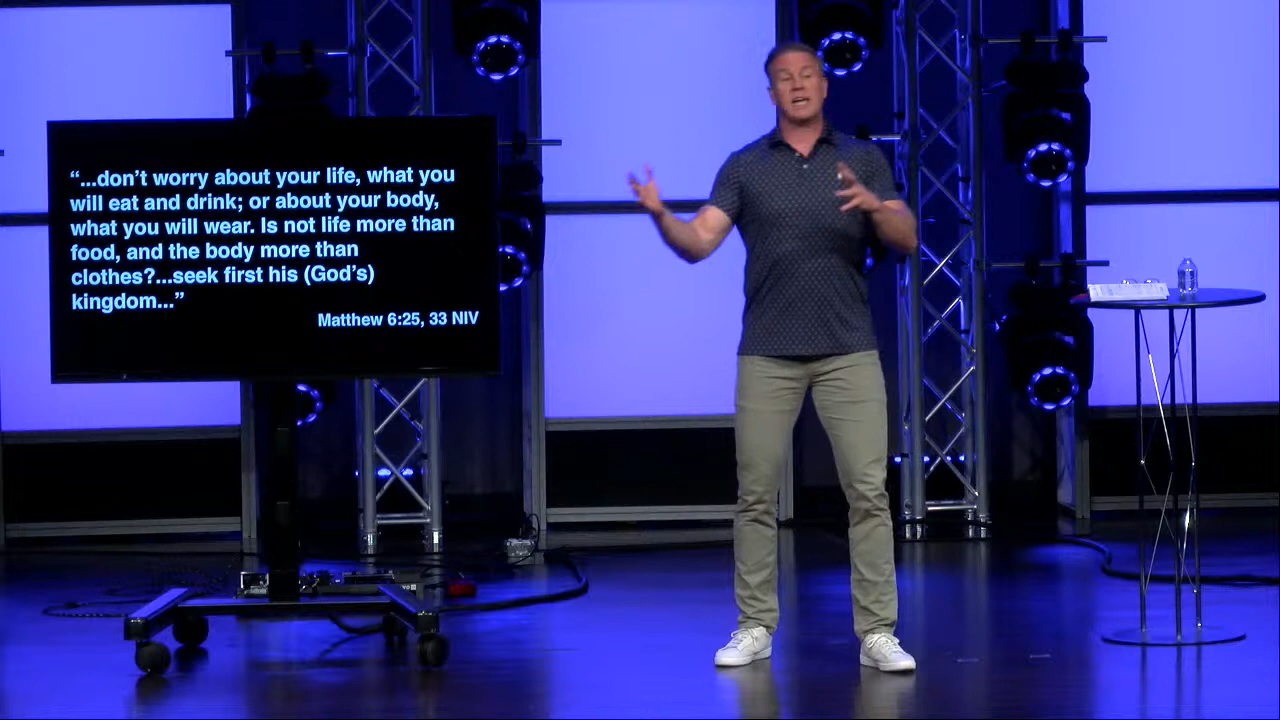 “...don’t worry about your life, what you
will eat and drink; or about your body,
what you will wear. Is not life more than
food, and the body more than
clothes?...seek first his (God’s)
kingdom...”
Matthew 6:25, 33 NIV